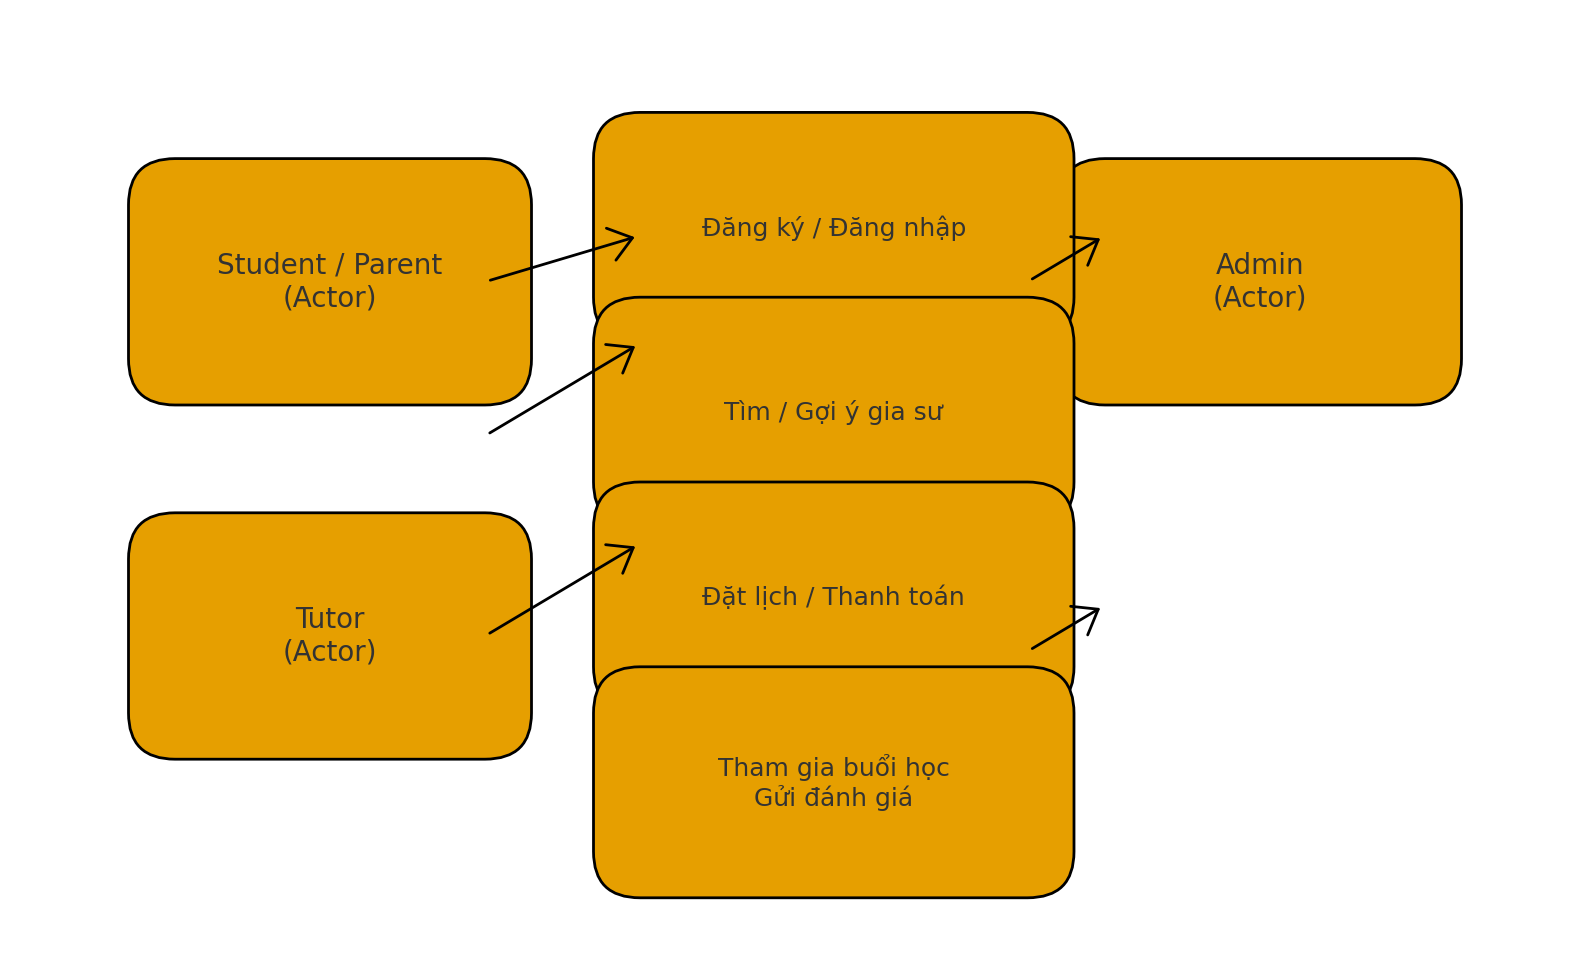 Student / Parent
(Actor)
Đăng ký / Đăng nhập
Admin
(Actor)
Tìm / Gợi ý gia sư
Tutor
(Actor)
Đặt lịch / Thanh toán
Tham gia buổi học
Gửi đánh giá